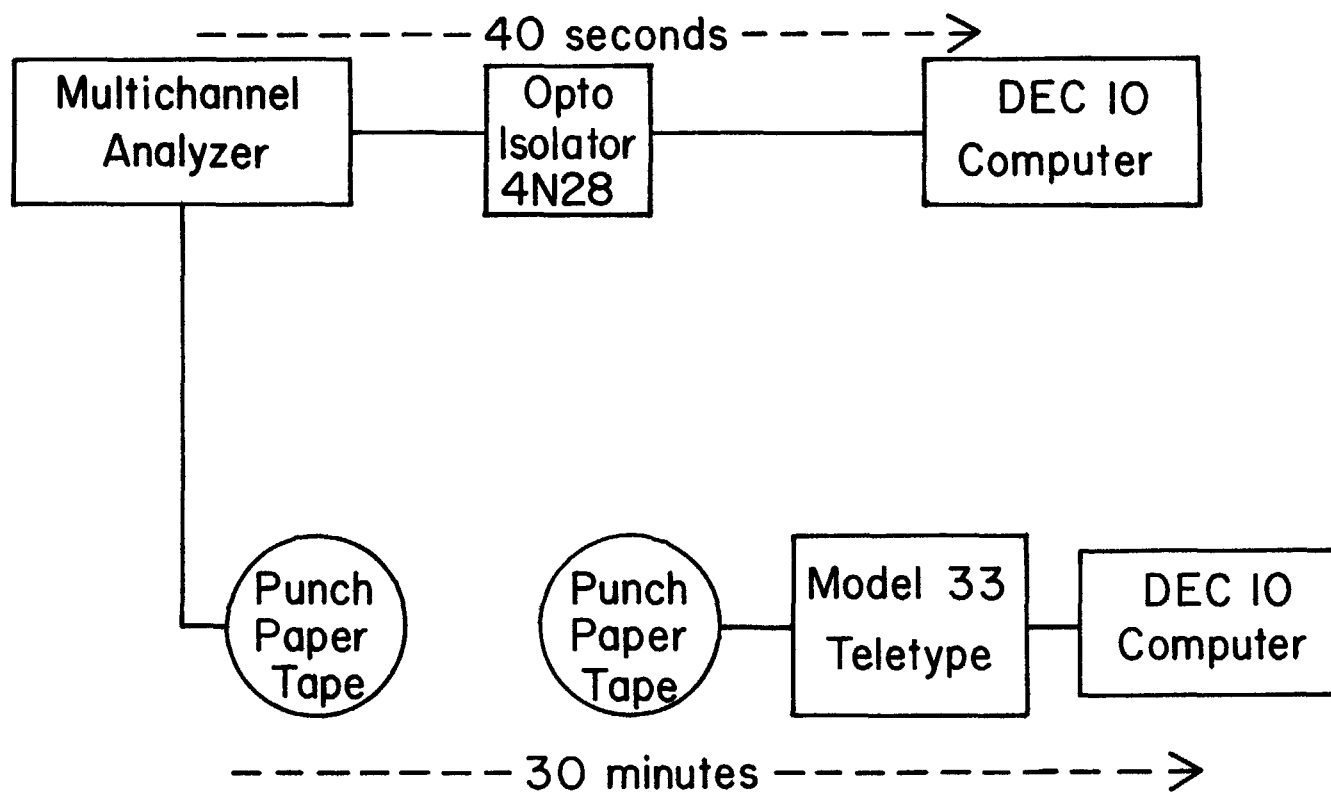 40 seconds
Multichannel
Analyzer
Opto
Isolator
4N28
DEC 10
Computer
Punch
Paper
Tape
Punch
Paper
Tape
Model 33
Teletype
DEC 10
Computer
30 minutes